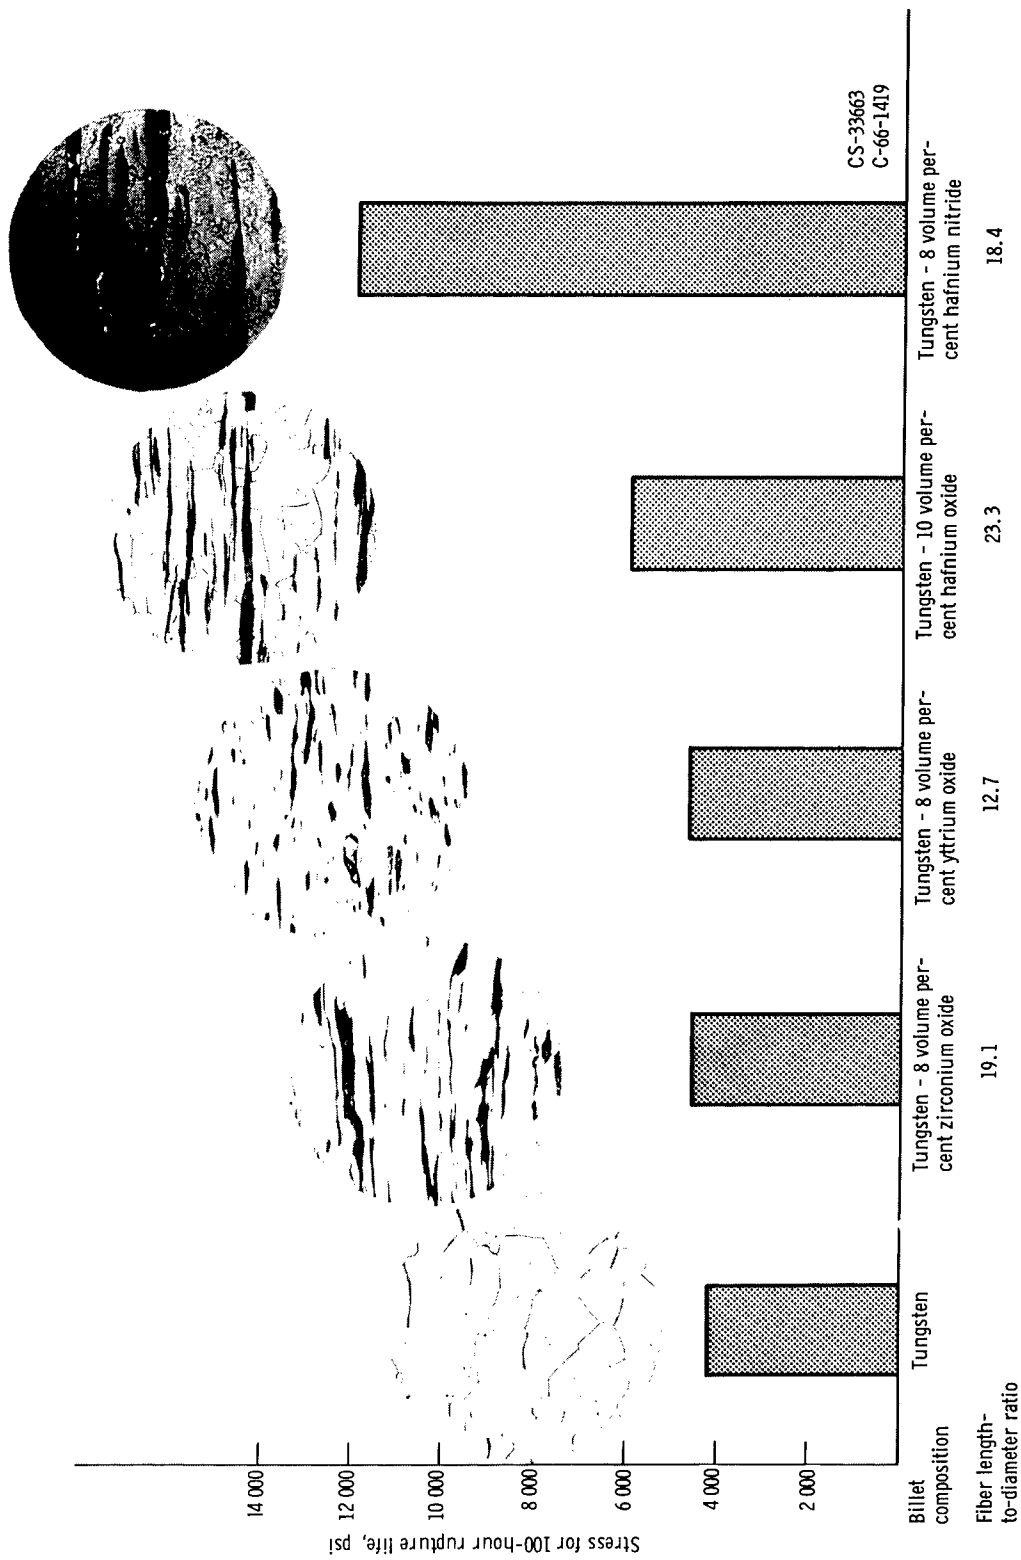 Stress for 100-hour rupture life, psi
14 000
12 000
10 000
8 000
6 000
4 000
2 000
CS-33663
C-66-1419
Billet
composition
Tungsten
Tungsten - 8 volume per-
cent zirconium oxide
Tungsten - 8 volume per-
cent yttrium oxide
Tungsten - 10 volume per-
cent hafnium oxide
Tungsten - 8 volume per-
cent hafnium nitride
Fiber length-
to-diameter ratio
19.1
12.7
23.3
18.4